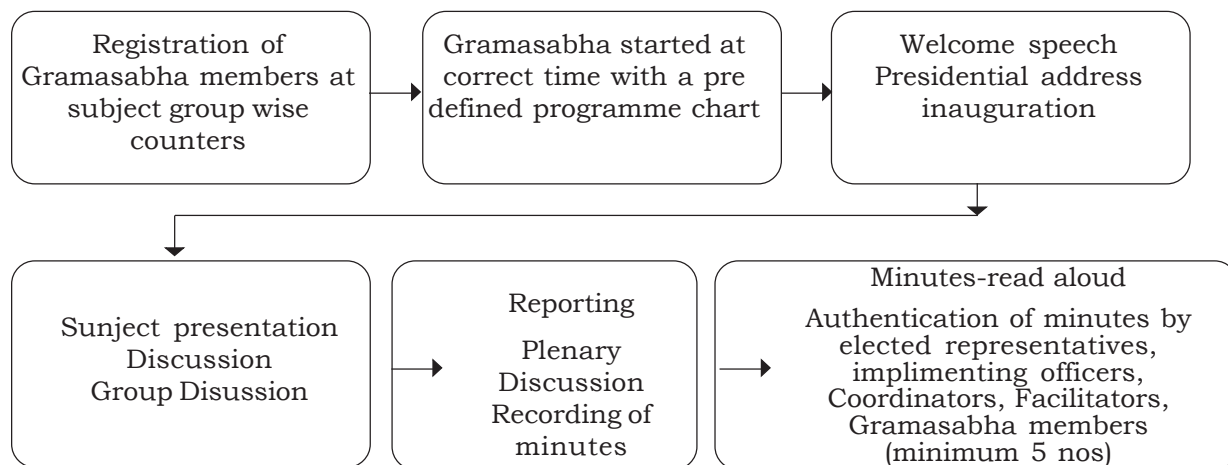 Registration of
Gramasabha members at
subject group wise
counters
Gramasabha started at
correct time with a pre
defined programme chart
Welcome speech
Presidential address
inauguration
Sunject presentation
Discussion
Group Disussion
Reporting
Plenary
Discussion
Recording of
minutes
Minutes-read aloud
Authentication of minutes by
elected representatives,
implimenting officers,
Coordinators, Facilitators,
Gramasabha members
(minimum 5 nos)